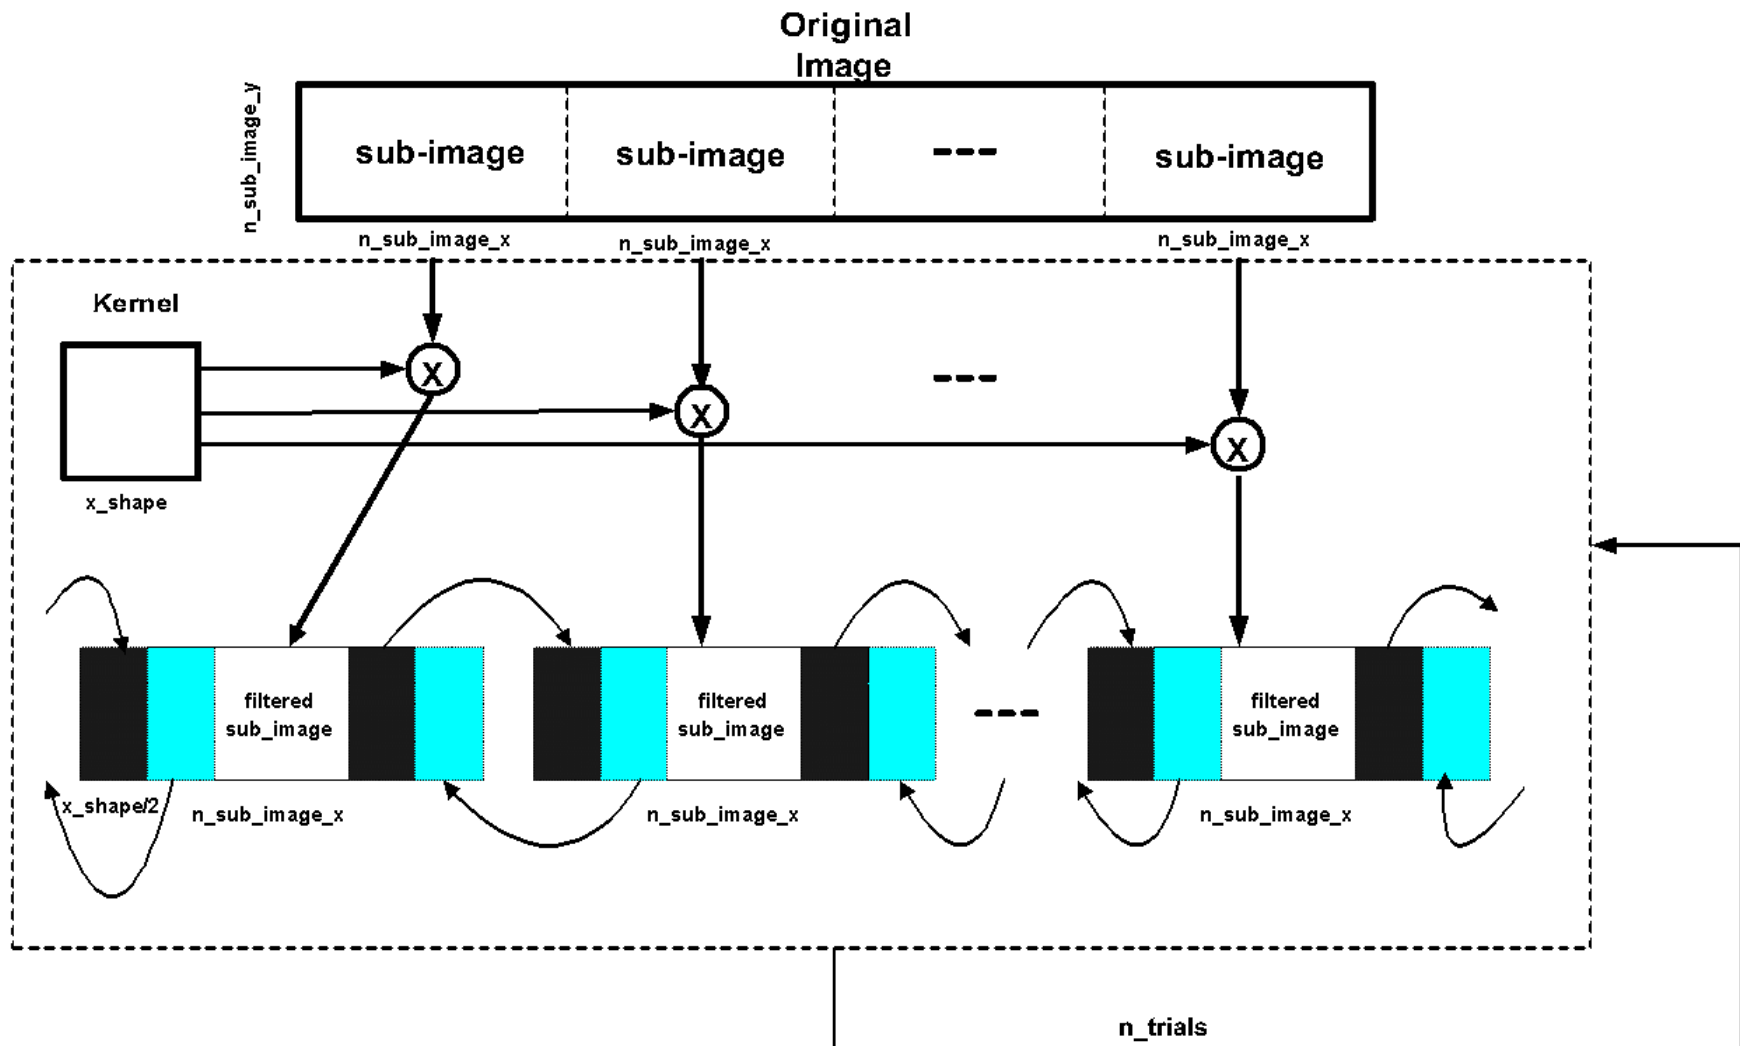 Original
Image
n_sub_image_y
sub-image
sub-image
---
sub-image
n_sub_image_x
n_sub_image_x
n_sub_image_x
Kernel
X
X
---
X
x_shape
filtered
sub_image
filtered
sub_image
---
filtered
sub_image
x_shape/2
n_sub_image_x
n_sub_image_x
n_sub_image_x
n_trials